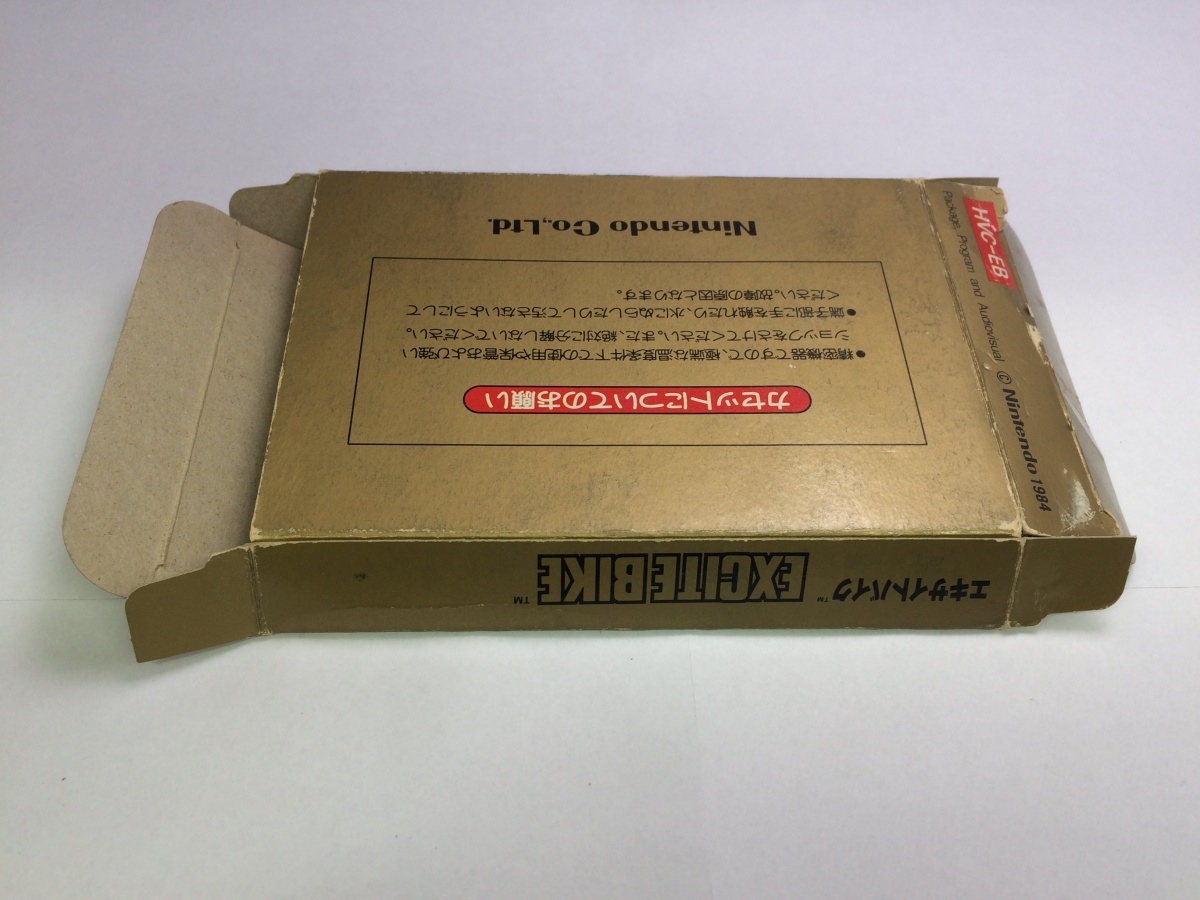 エキサイトバイク™ EXCITE BIKE™
カセットについてのお願い
●精密機器ですので、極端な温度条件下での使用や保管および強い
ショックをさけてください。また、絶対に分解しないでください。
●端子部に手を触れたり、水にぬらしたりして汚さないようにして
ください。故障の原因となります。
Nintendo Co.,Ltd.
HVC-EB
Package, Program and Audiovisual © Nintendo 1984